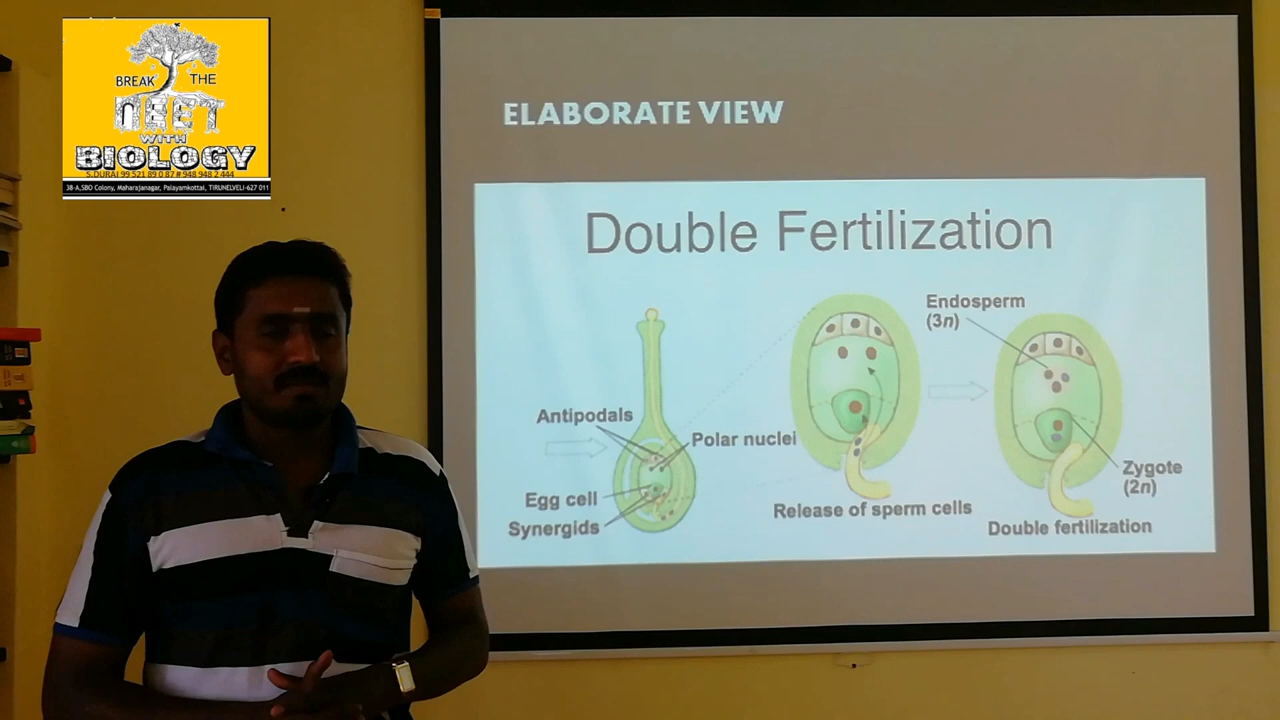 BREAK THE
NEET
WITH
BIOLOGY
S.DURAI 99 521 89 0 87 # 948 948 2 444
38-A,SBO Colony, Maharajanagar, Palayamkottai, TIRUNELVELI-627 011
ELABORATE VIEW
Double Fertilization
Endosperm
(3n)
Antipodals
Polar nuclei
Egg cell
Synergids
Release of sperm cells
Zygote
(2n)
Double fertilization